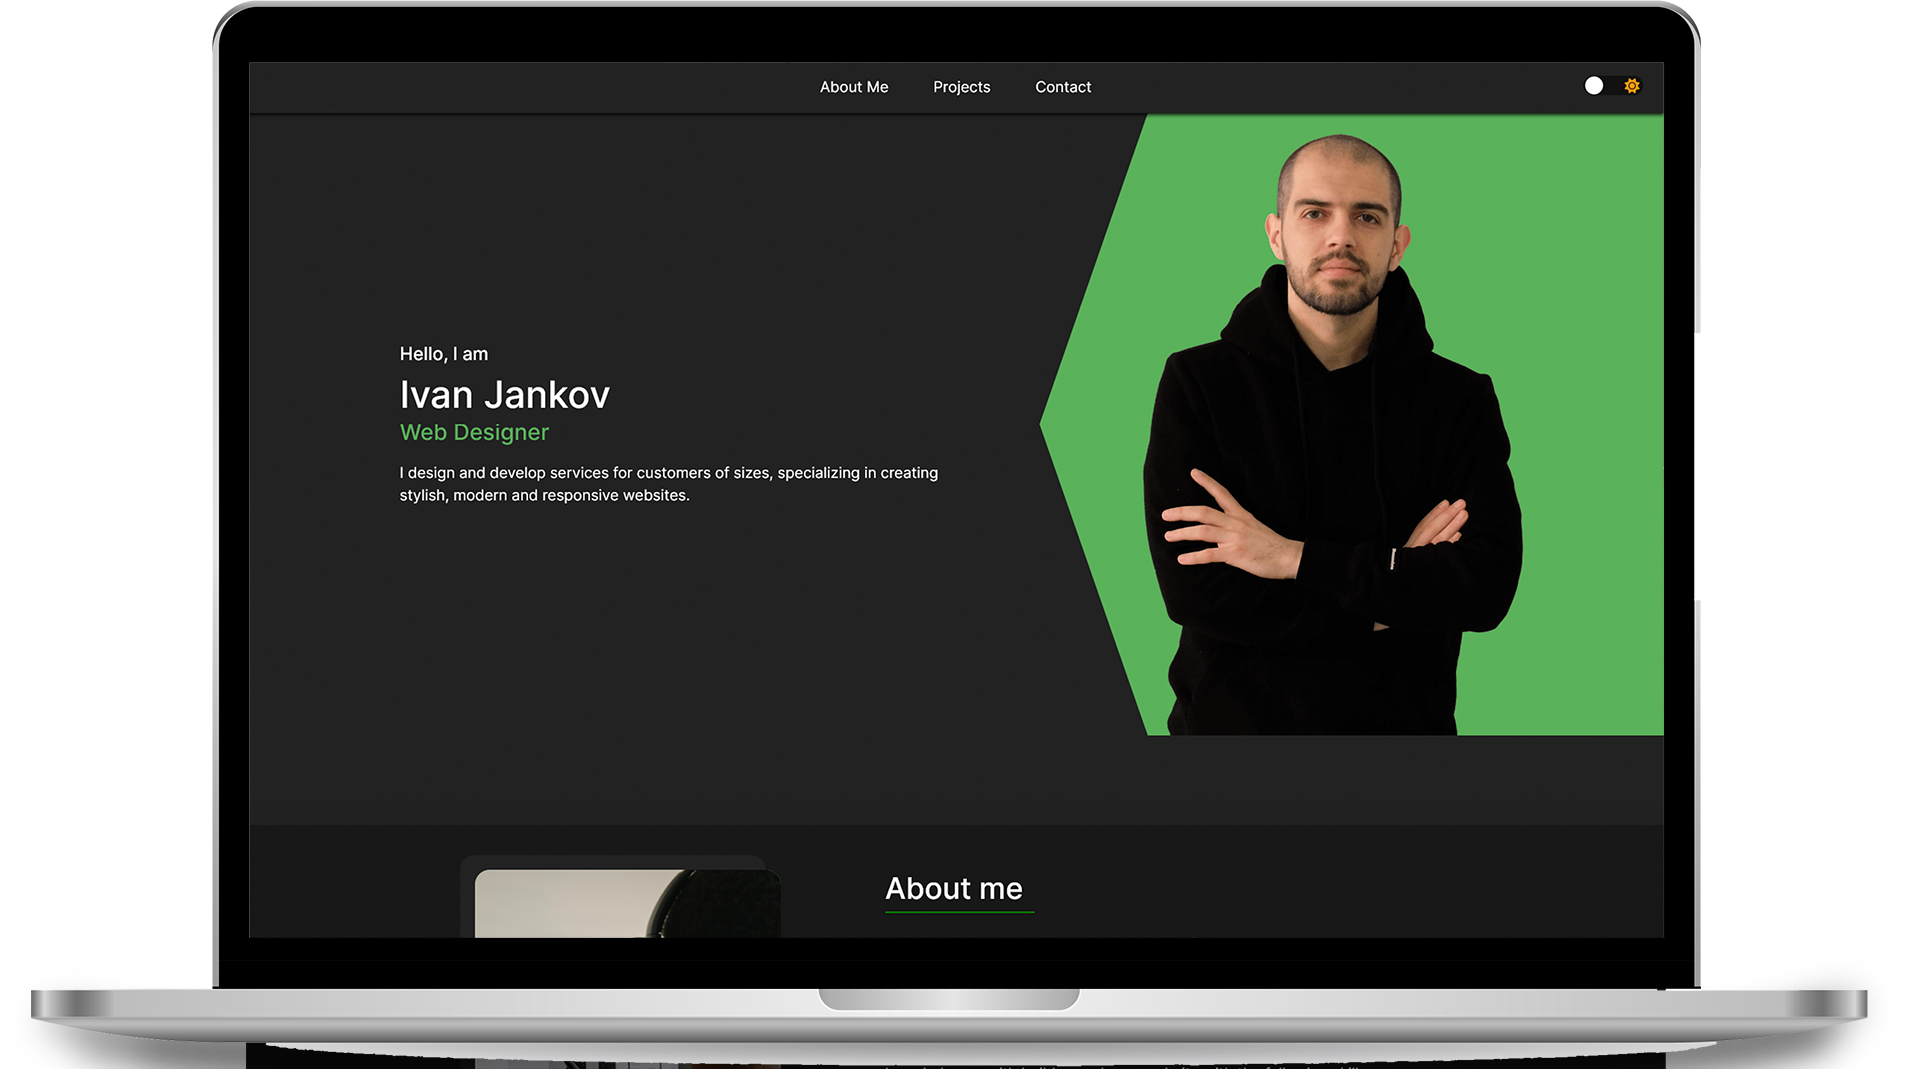 About Me Projects Contact
Hello, I am
Ivan Jankov
Web Designer
I design and develop services for customers of sizes, specializing in creating
stylish, modern and responsive websites.
About me